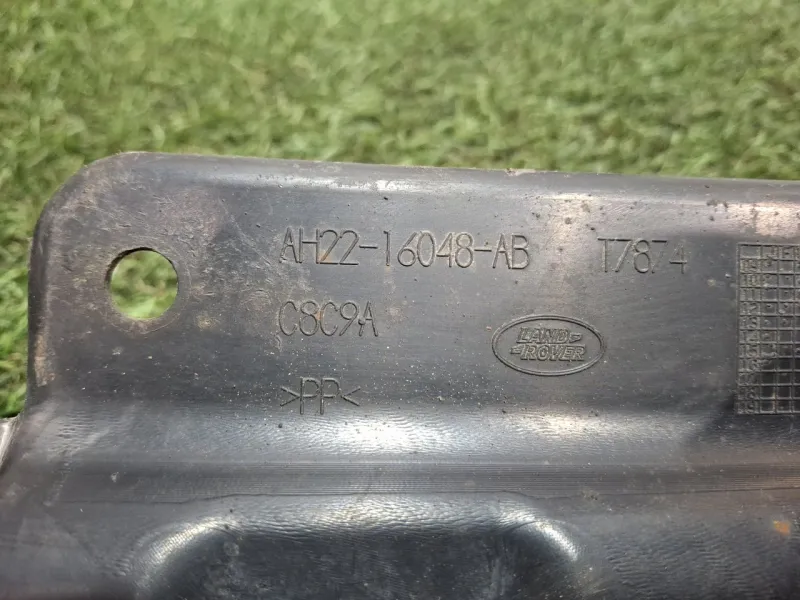 AH22-16048-AB T7874
C8C9A
LAND
ROVER
>PP<